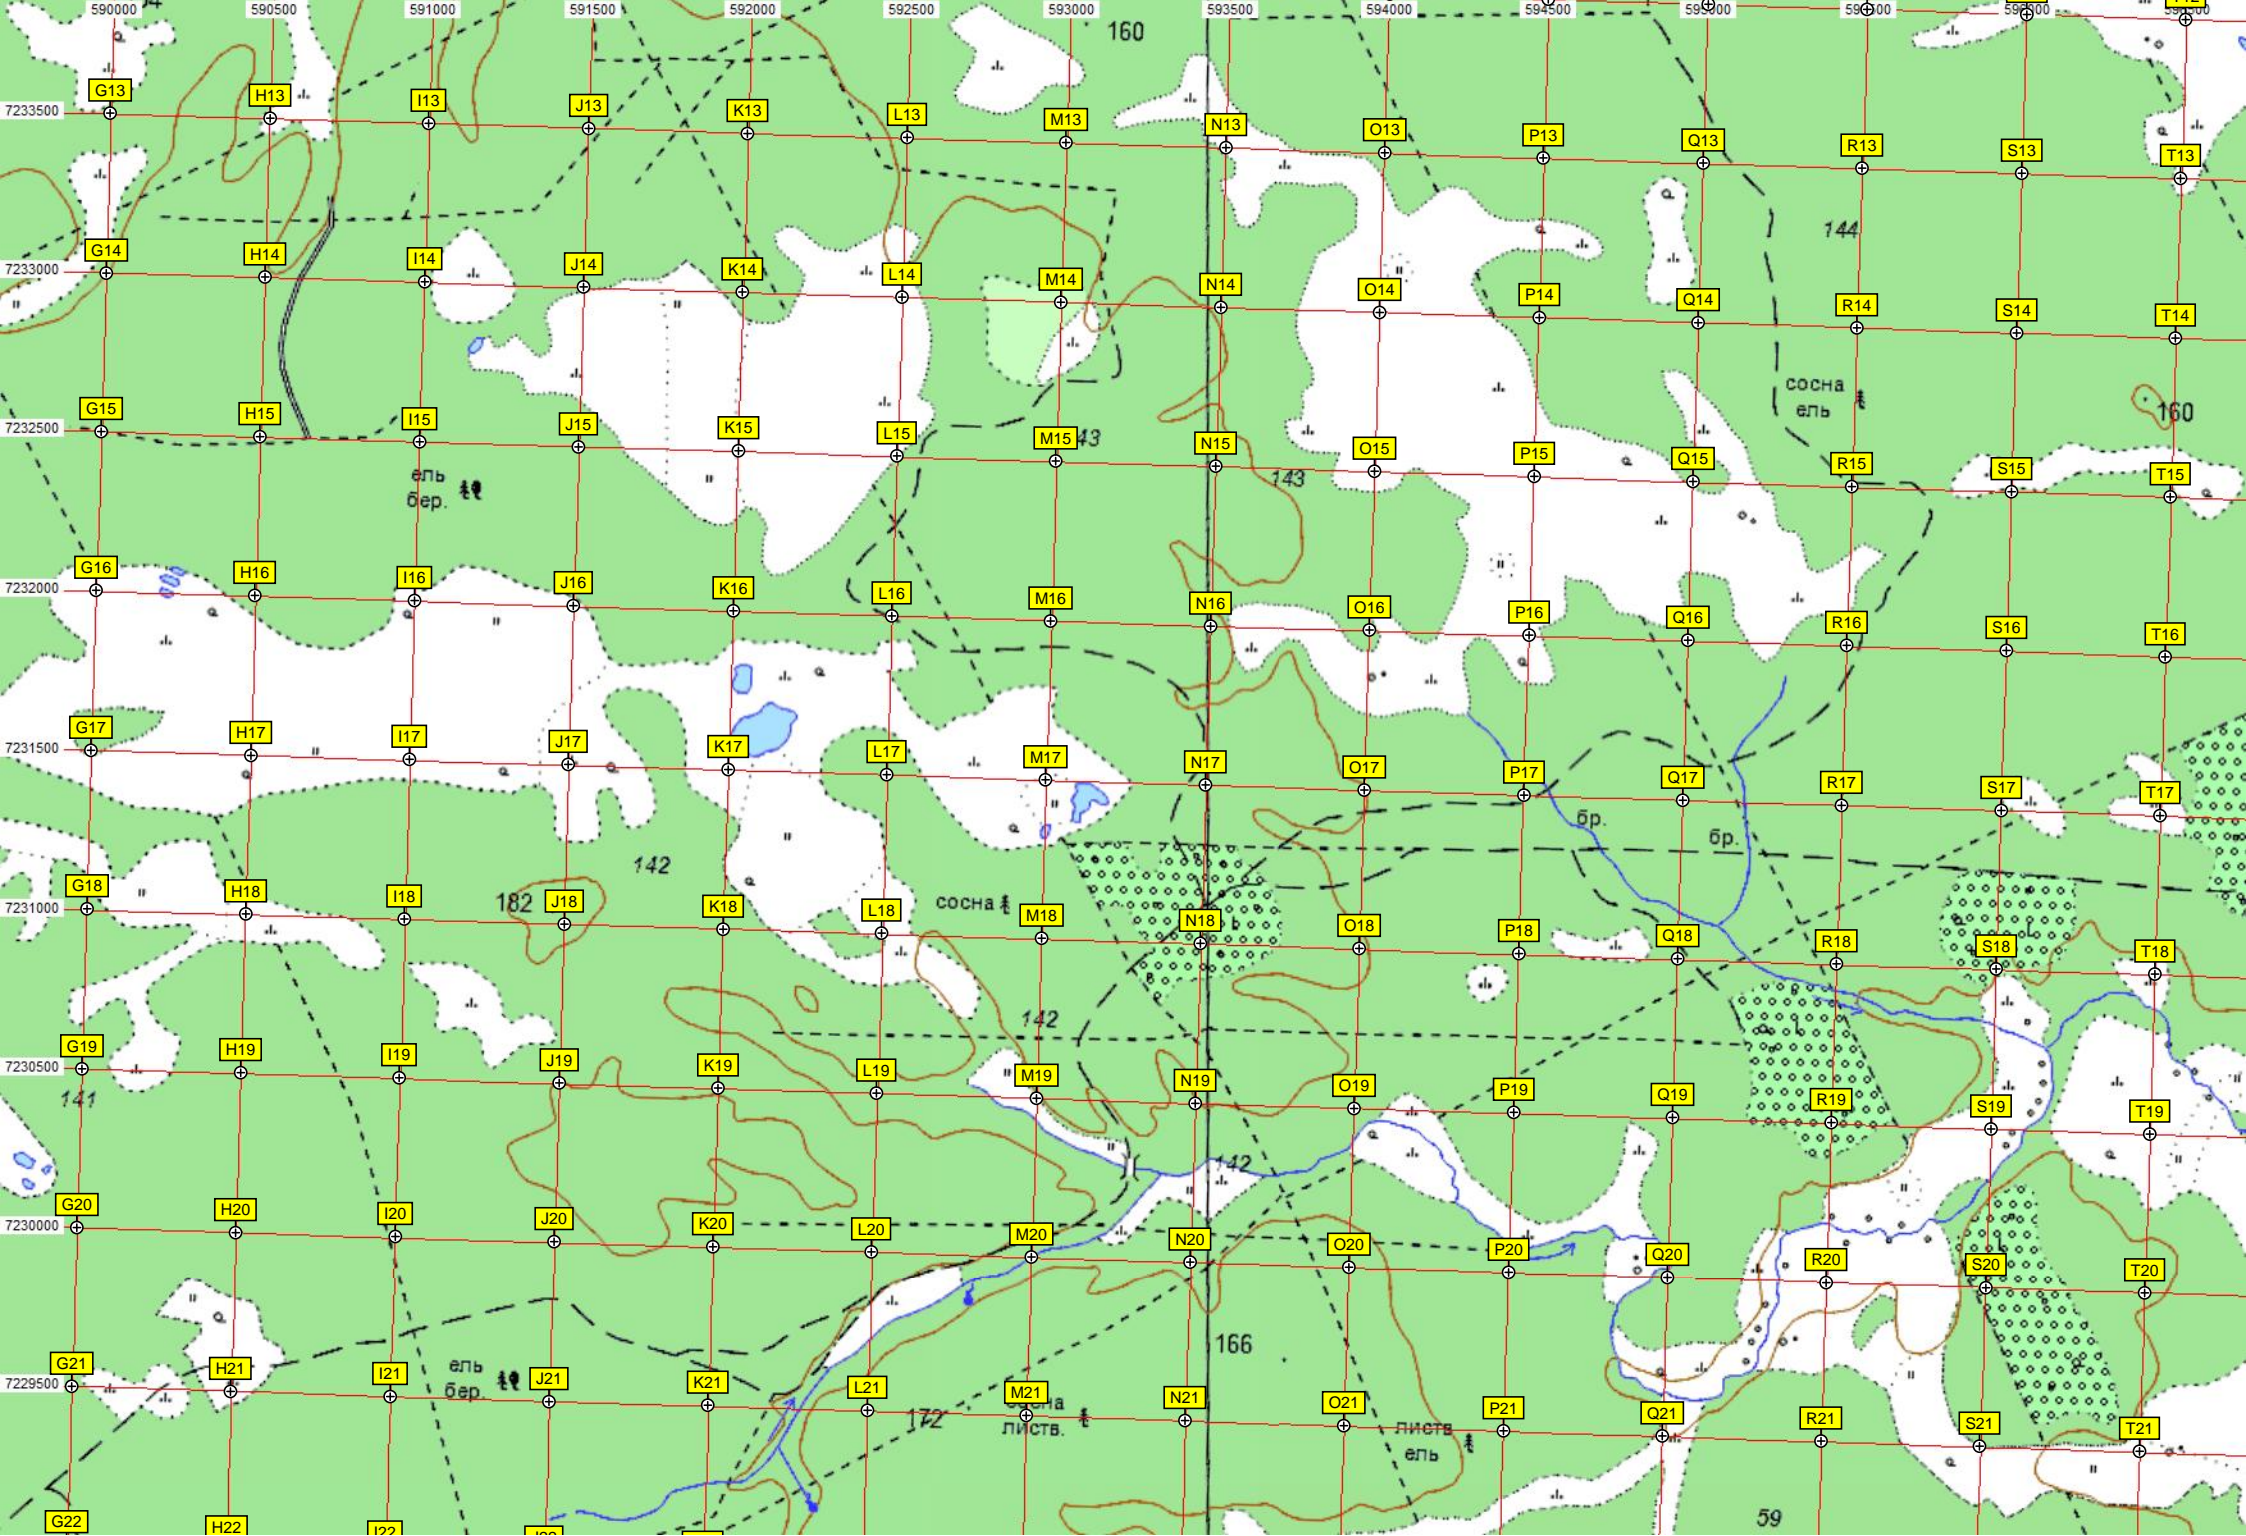 590000 590500 591000 591500 592000 592500 593000 593500 594000 594500
160
G13 H13 I13 J13 K13 L13 M13 N13 O13 P13 Q13 R13 S13 T13
7233500
144
G14 H14 I14 J14 K14 L14 M14 N14 O14 P14 Q14 R14 S14 T14
7233000
сосна
ель
160
G15 H15 I15 J15 K15 L15 M15 43 N15 O15 P15 Q15 R15 S15 T15
7232500
ель
бер.
143
G16 H16 I16 J16 K16 L16 M16 N16 O16 P16 Q16 R16 S16 T16
7232000
G17 H17 I17 J17 K17 L17 M17 N17 O17 P17 Q17 R17 S17 T17
7231500
бр.
бр.
142
G18 H18 I18 J18 K18 L18 M18 N18 O18 P18 Q18 R18 S18 T18
7231000
182
сосна
142
G19 H19 I19 J19 K19 L19 M19 N19 O19 P19 Q19 R19 S19 T19
7230500
141
142
G20 H20 I20 J20 K20 L20 M20 N20 O20 P20 Q20 R20 S20 T20
7230000
166
ель
бер.
G21 H21 I21 J21 K21 L21 M21 N21 O21 P21 Q21 R21 S21 T21
7229500
172
листв.
листв
ель
59
G22 H22 I22